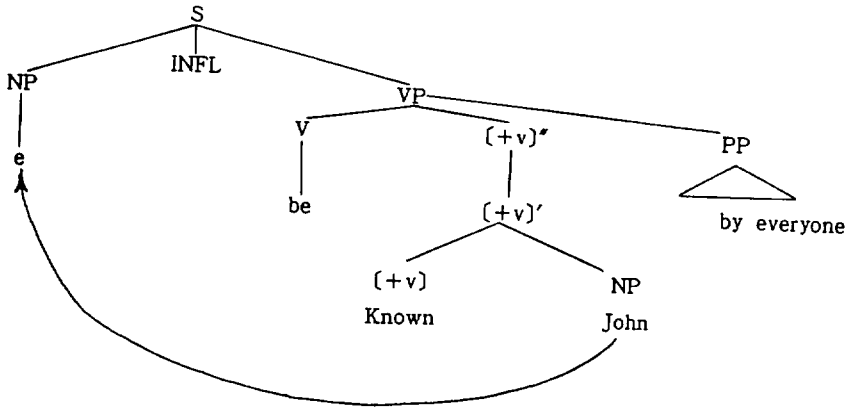 S
NP INFL VP
V [+v]" PP
e
be [+v]' by everyone
[+v] NP
Known John